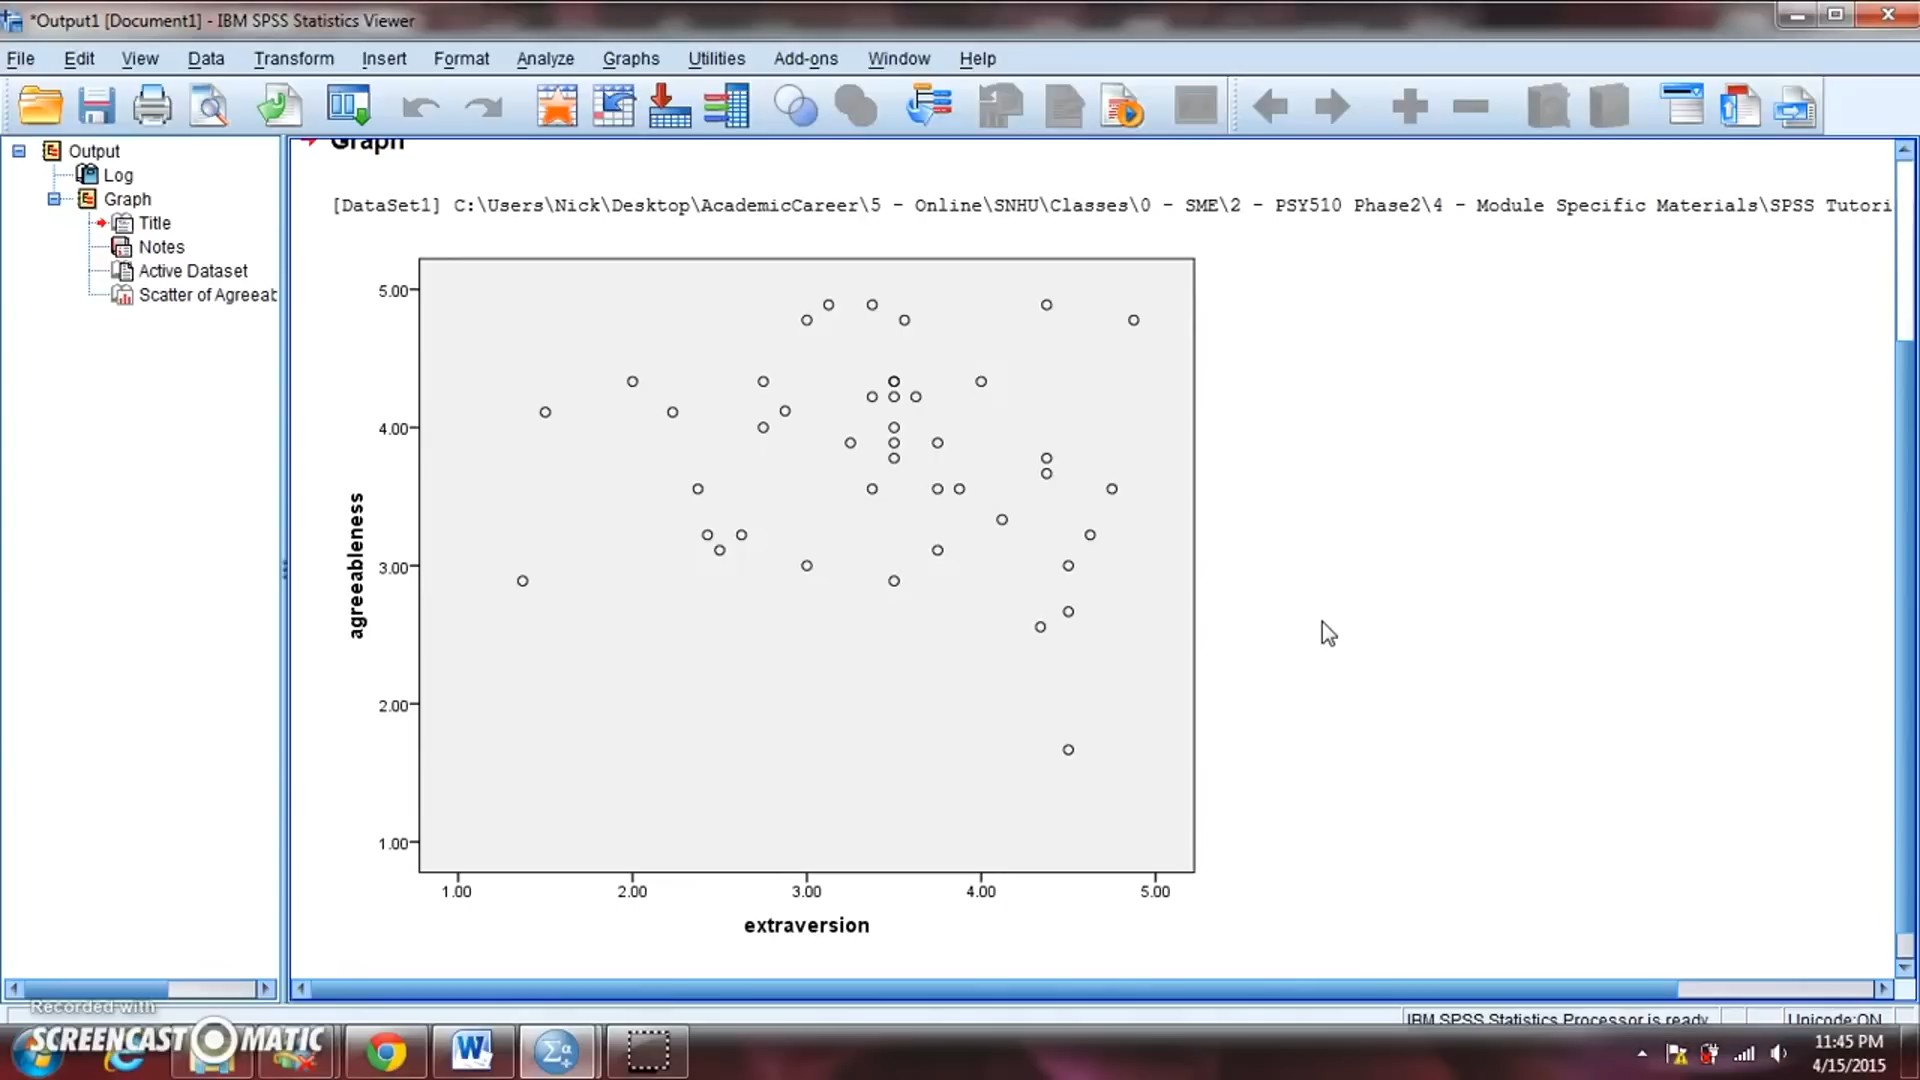 *Output1 [Document1] - IBM SPSS Statistics Viewer
File Edit View Data Transform Insert Format Analyze Graphs Utilities Add-ons Window Help
Output
Log
Graph
Title
Notes
Active Dataset
Scatter of Agreeab
Graph
[DataSet1] C:\Users\Nick\Desktop\AcademicCareer\5 - Online\SNHU\Classes\0 - SME\2 - PSY510 Phase2\4 - Module Specific Materials\SPSS Tutori
5.00
4.00
3.00
2.00
1.00
agreeableness
1.00 2.00 3.00 4.00 5.00
extraversion
IBM SPSS Statistics Processor is ready
Unicode:ON
Recorded with
SCREENCAST MATIC
11:45 PM
4/15/2015